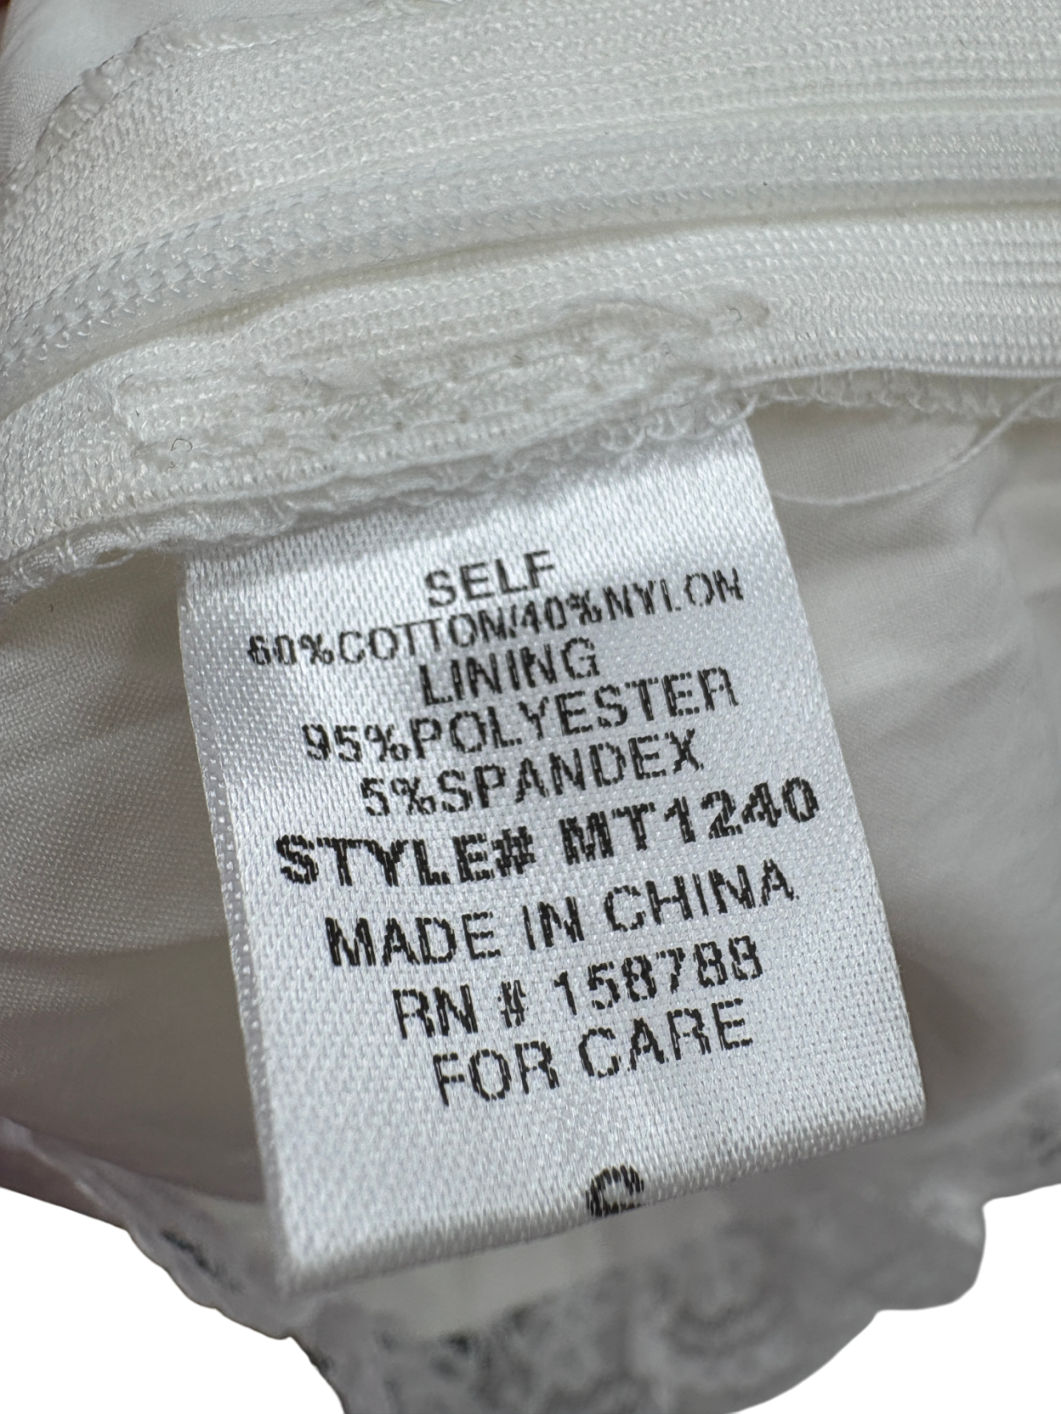 SELF
60%COTTON/40%NYLON
LINING
95%POLYESTER
5%SPANDEX
STYLE# MT1240
MADE IN CHINA
RN # 158788
FOR CARE